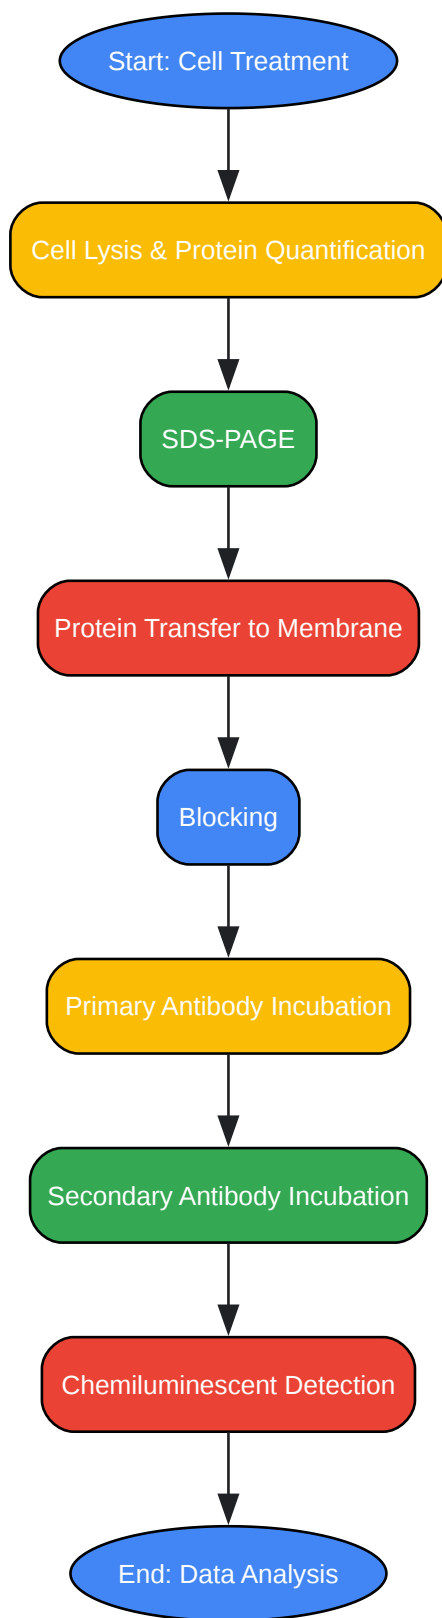 Start: Cell Treatment
Cell Lysis & Protein Quantification
SDS-PAGE
Protein Transfer to Membrane
Blocking
Primary Antibody Incubation
Secondary Antibody Incubation
Chemiluminescent Detection
End: Data Analysis